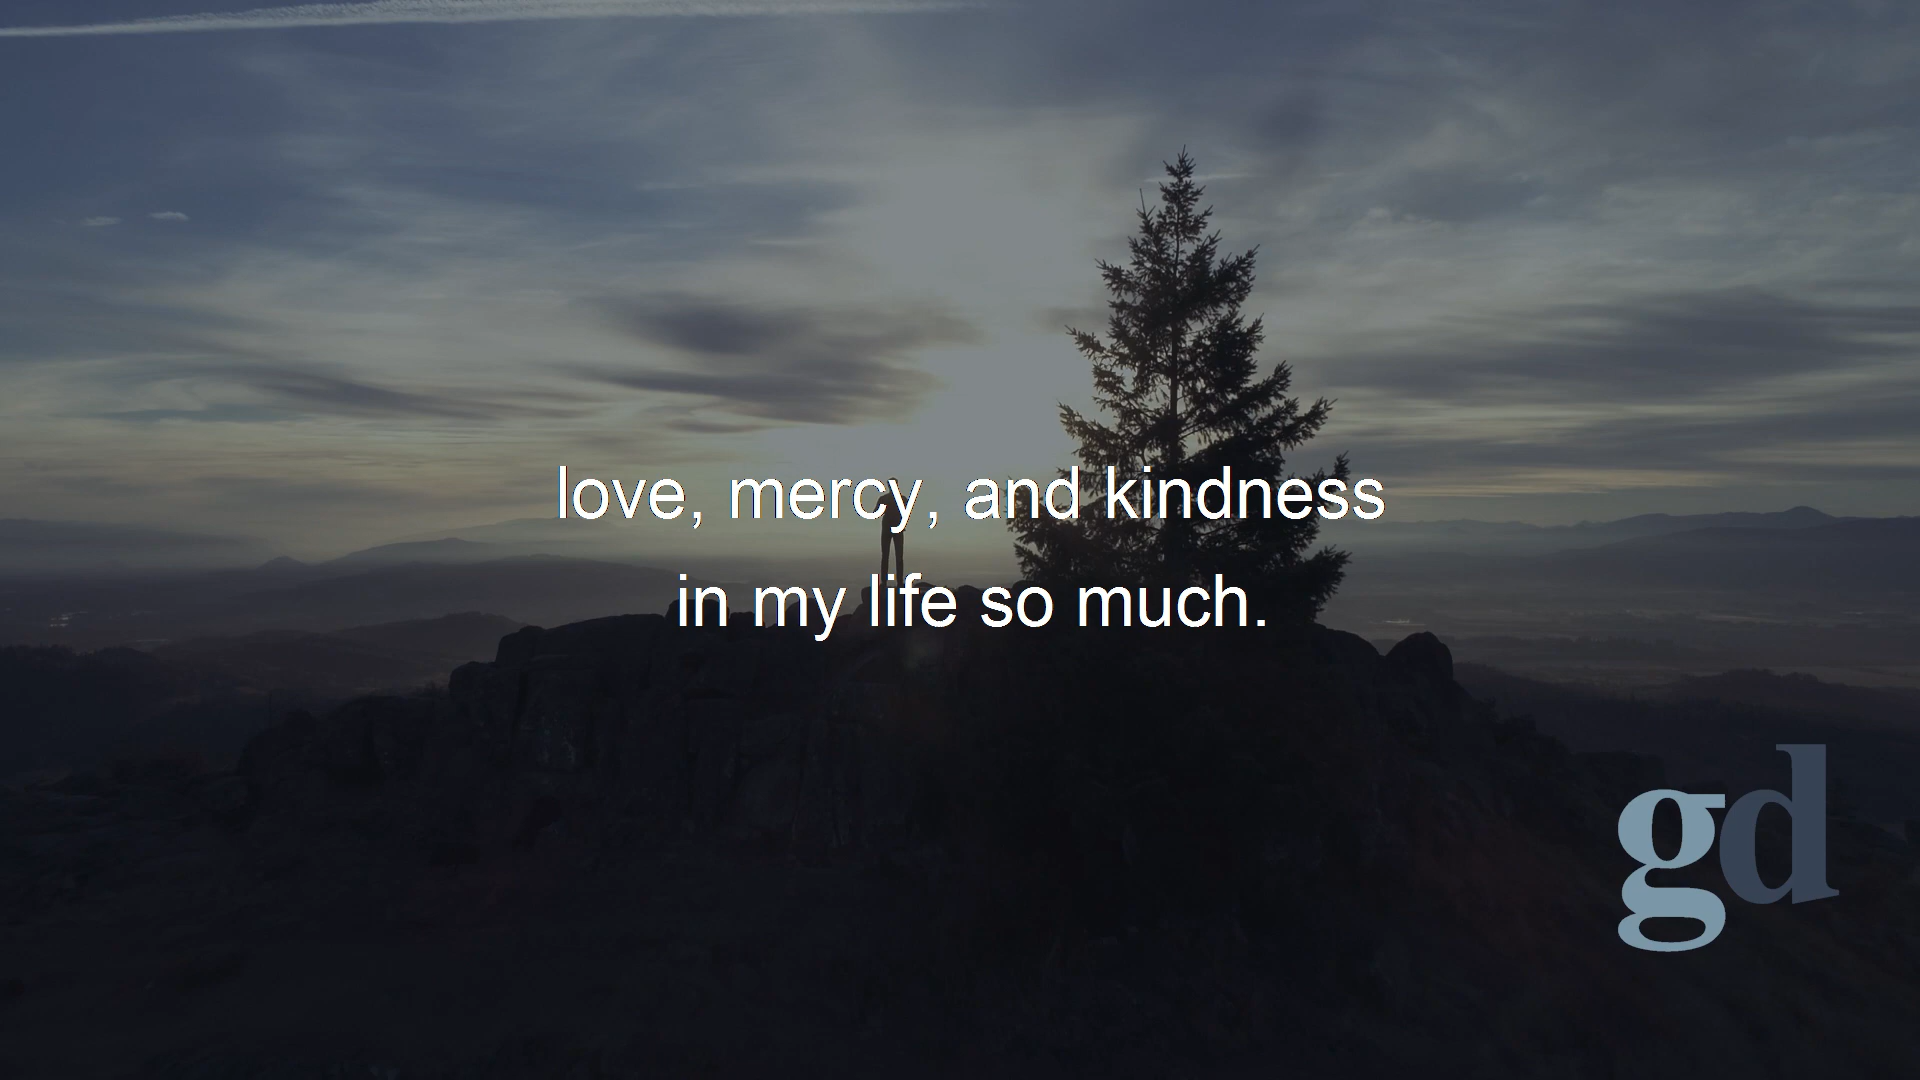 love, mercy, and kindness
in my life so much.
gd